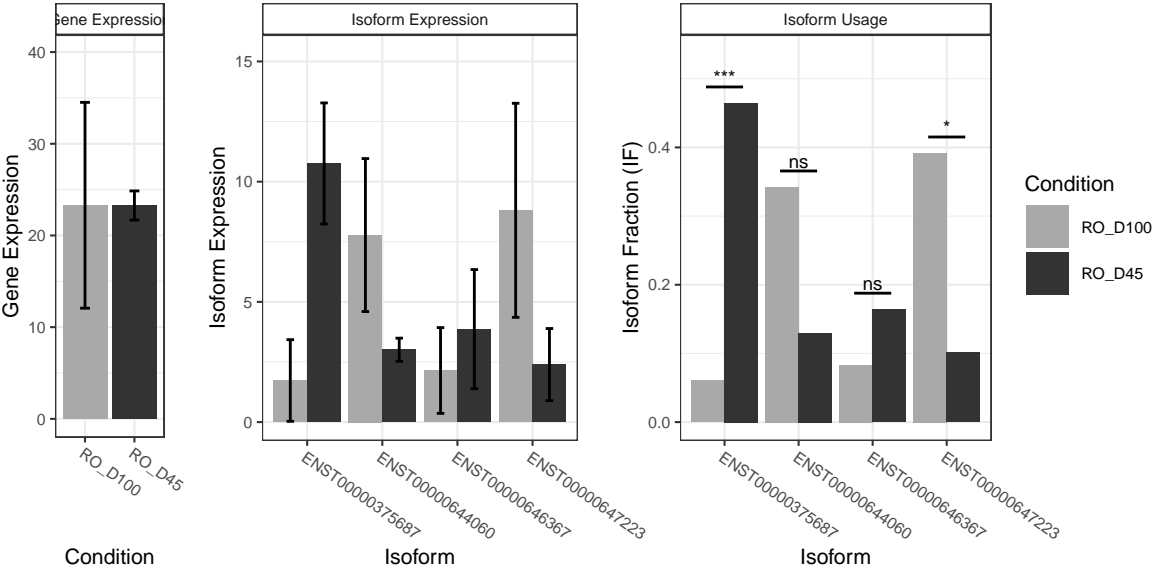 Gene Expression
Isoform Expression
Isoform Usage
Gene Expression
40
30
20
10
0
RO_D100
RO_D45
Condition
Isoform Expression
15
10
5
0
ENST00000375687
ENST00000644060
ENST00000646367
ENST00000647223
Isoform
Isoform Fraction (IF)
0.4
0.2
0.0
***
ns
ns
*
ENST00000375687
ENST00000644060
ENST00000646367
ENST00000647223
Isoform
Condition
RO_D100
RO_D45